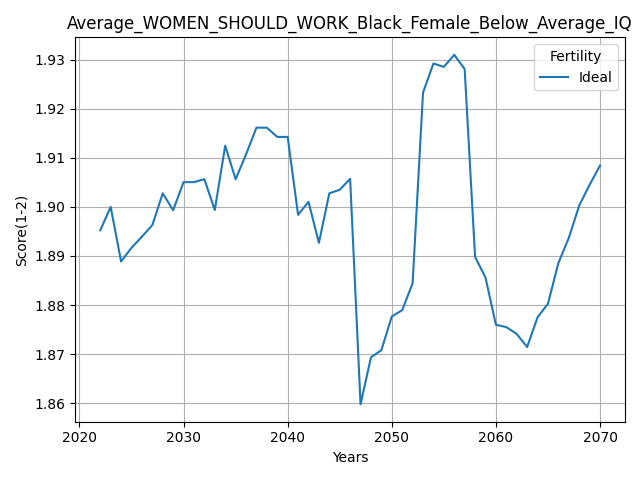 Average_WOMEN_SHOULD_WORK_Black_Female_Below_Average_IQ
Fertility
Ideal
1.93
1.92
1.91
1.90
1.89
1.88
1.87
1.86
Score(1-2)
2020 2030 2040 2050 2060 2070
Years